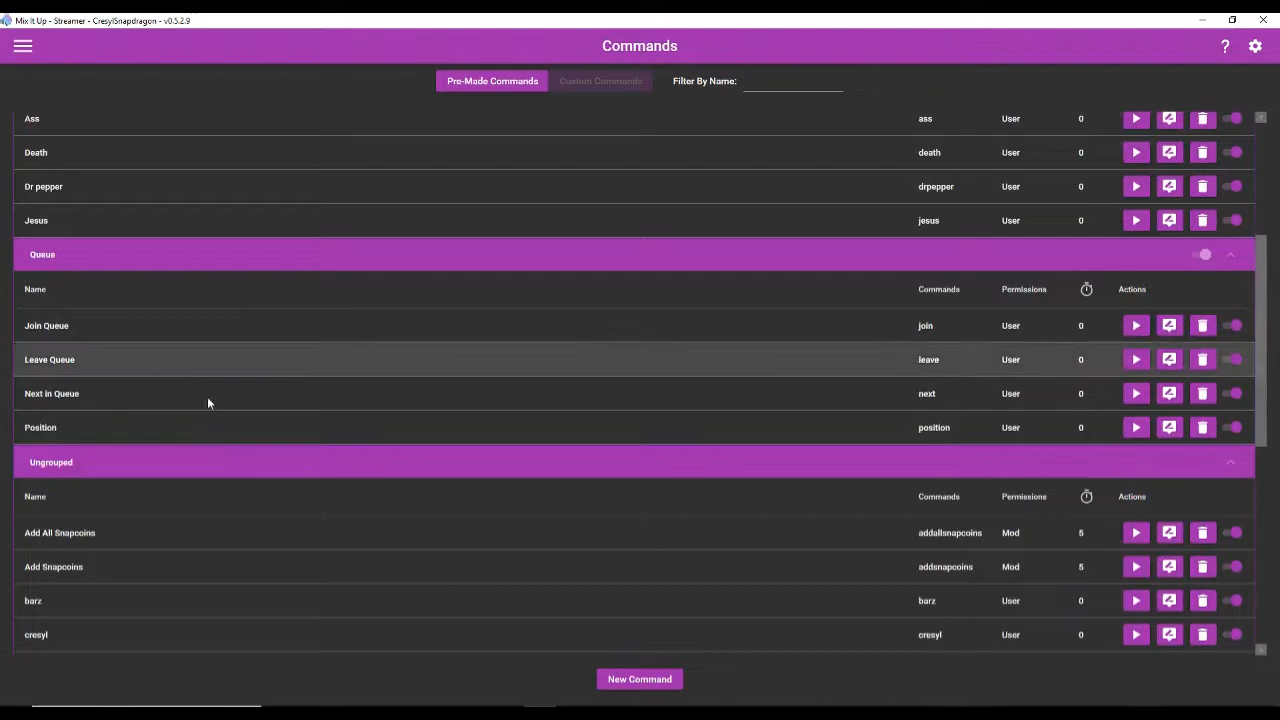 Mix It Up - Streamer - CresylSnapdragon - v0.5.2.9
Commands
?
Pre-Made Commands Custom Commands Filter By Name:
Ass ass User 0
Death death User 0
Dr pepper drpepper User 0
Jesus jesus User 0
Queue
Name Commands Permissions Actions
Join Queue join User 0
Leave Queue leave User 0
Next in Queue next User 0
Position position User 0
Ungrouped
Name Commands Permissions Actions
Add All Snapcoins addallsnapcoins Mod 5
Add Snapcoins addsnapcoins Mod 5
barz barz User 0
cresyl cresyl User 0
New Command